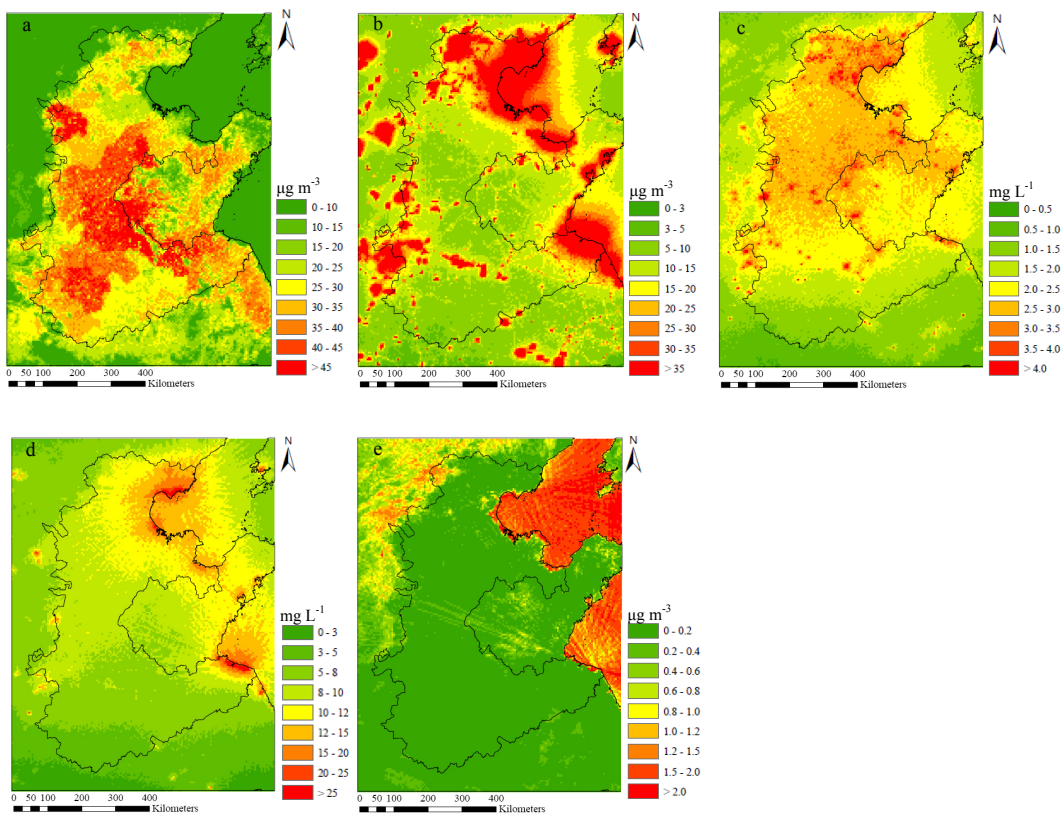 a
N
μg m-3
0 - 10
10 - 15
15 - 20
20 - 25
25 - 30
30 - 35
35 - 40
40 - 45
> 45
0 50 100 200 300 400
Kilometers
b
N
μg m-3
0 - 3
3 - 5
5 - 10
10 - 15
15 - 20
20 - 25
25 - 30
30 - 35
> 35
0 50 100 200 300 400
Kilometers
c
N
mg L-1
0 - 0.5
0.5 - 1.0
1.0 - 1.5
1.5 - 2.0
2.0 - 2.5
2.5 - 3.0
3.0 - 3.5
3.5 - 4.0
> 4.0
0 50 100 200 300 400
Kilometers
d
N
mg L-1
0 - 3
3 - 5
5 - 8
8 - 10
10 - 12
12 - 15
15 - 20
20 - 25
> 25
0 50 100 200 300 400
Kilometers
e
N
μg m-3
0 - 0.2
0.2 - 0.4
0.4 - 0.6
0.6 - 0.8
0.8 - 1.0
1.0 - 1.2
1.2 - 1.5
1.5 - 2.0
> 2.0
0 50 100 200 300 400
Kilometers